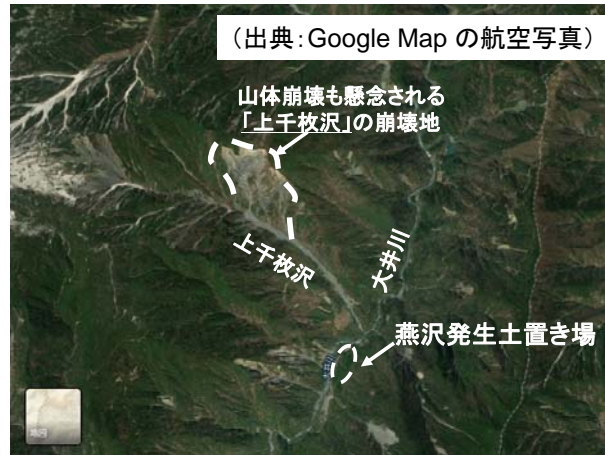 （出典：Google Map の航空写真）
山体崩壊も懸念される
「上千枚沢」の崩壊地
上千枚沢
大井川
燕沢発生土置き場